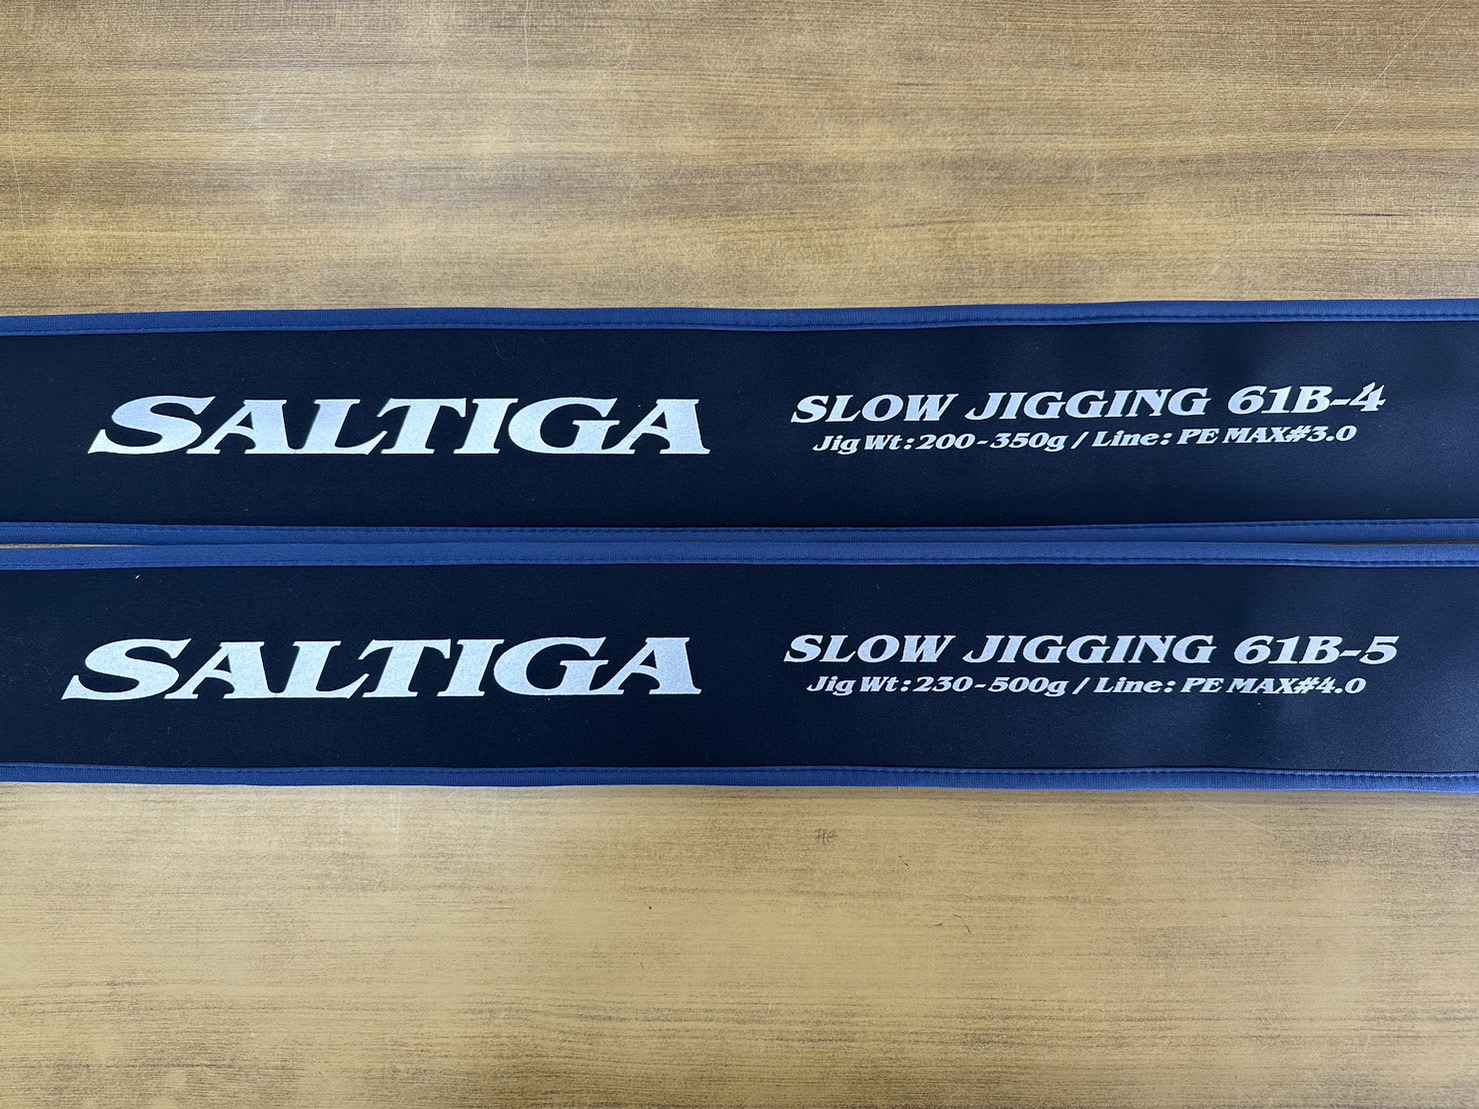 SALTIGA
SLOW JIGGING 61B-4
Jig Wt: 200-350g / Line: PE MAX#3.0
SALTIGA
SLOW JIGGING 61B-5
Jig Wt: 230-500g / Line: PE MAX#4.0